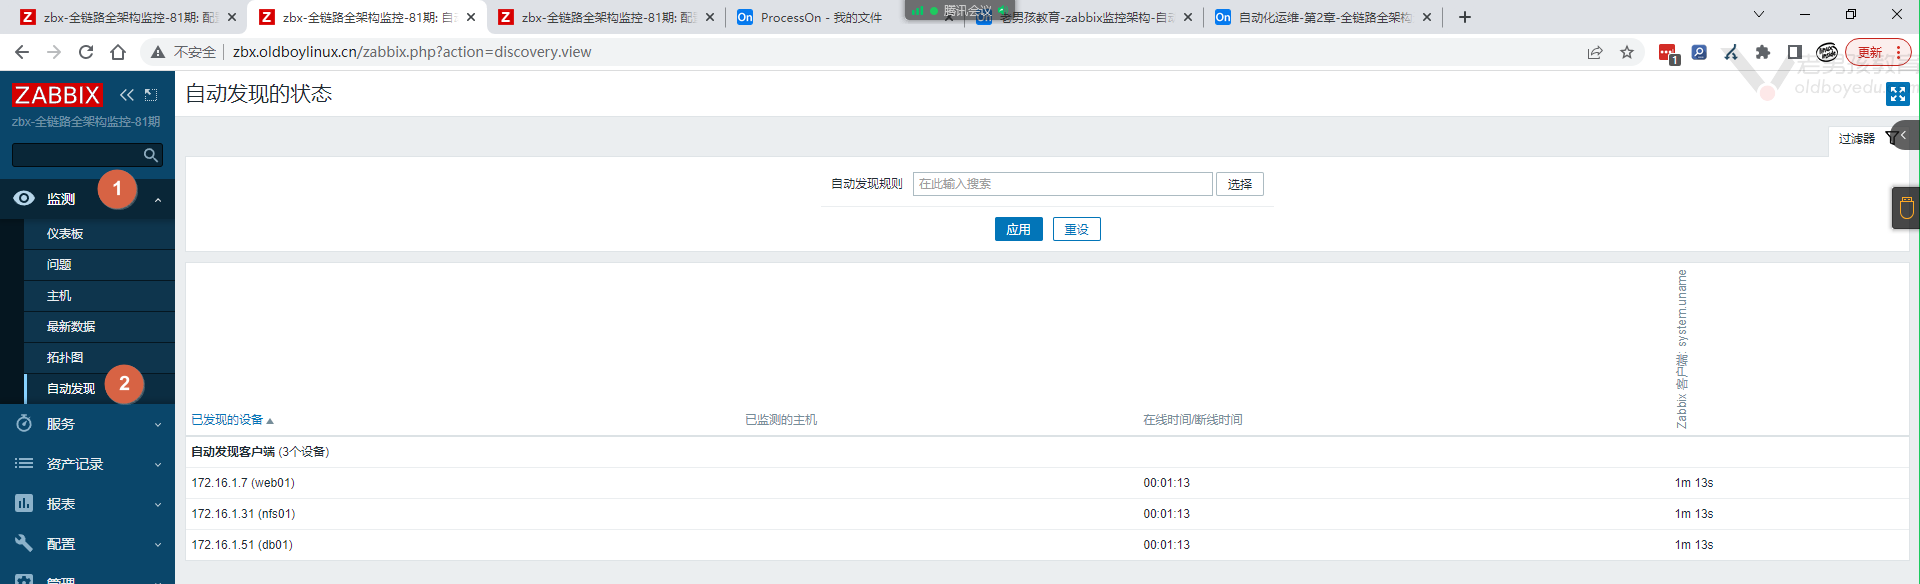 zbx-全链路全架构监控-81期: 配
zbx-全链路全架构监控-81期: 自
zbx-全链路全架构监控-81期: 配
ProcessOn - 我的文件
腾讯会议
老男孩教育-zabbix监控架构-自动
自动化运维-第2章-全链路全架构
不安全
zbx.oldboylinux.cn/zabbix.php?action=discovery.view
1
更新
老男孩教育
oldboyedu.com
ZABBIX
自动发现的状态
zbx-全链路全架构监控-81期
过滤器
自动发现规则
在此输入搜索
选择
应用
重设
监测
1
仪表板
问题
主机
最新数据
拓扑图
自动发现
2
服务
资产记录
报表
配置
管理
已发现的设备
已监测的主机
在线时间/断线时间
Zabbix 客户端: system.uname
自动发现客户端 (3个设备)
172.16.1.7 (web01)
00:01:13
1m 13s
172.16.1.31 (nfs01)
00:01:13
1m 13s
172.16.1.51 (db01)
00:01:13
1m 13s